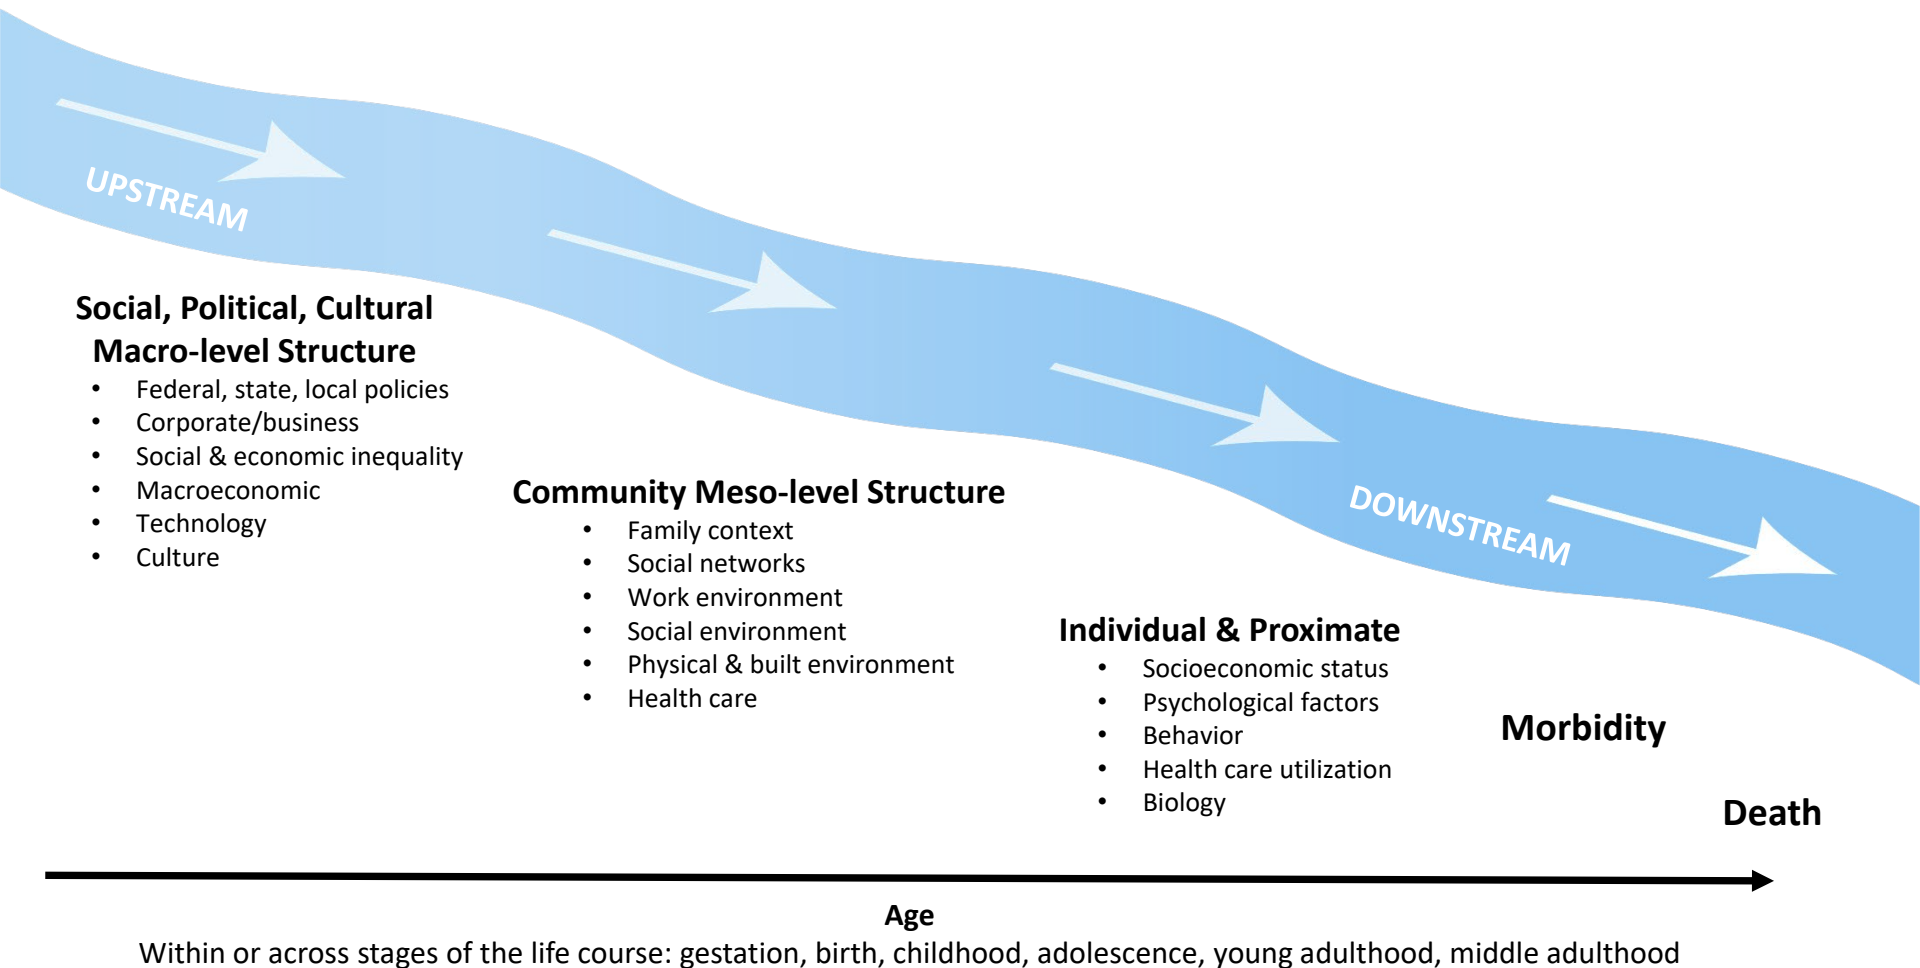 UPSTREAM
Social, Political, Cultural
Macro-level Structure
• Federal, state, local policies
• Corporate/business
• Social & economic inequality
• Macroeconomic
• Technology
• Culture
Community Meso-level Structure
• Family context
• Social networks
• Work environment
• Social environment
• Physical & built environment
• Health care
DOWNSTREAM
Individual & Proximate
• Socioeconomic status
• Psychological factors
• Behavior
• Health care utilization
• Biology
Morbidity
Death
Age
Within or across stages of the life course: gestation, birth, childhood, adolescence, young adulthood, middle adulthood